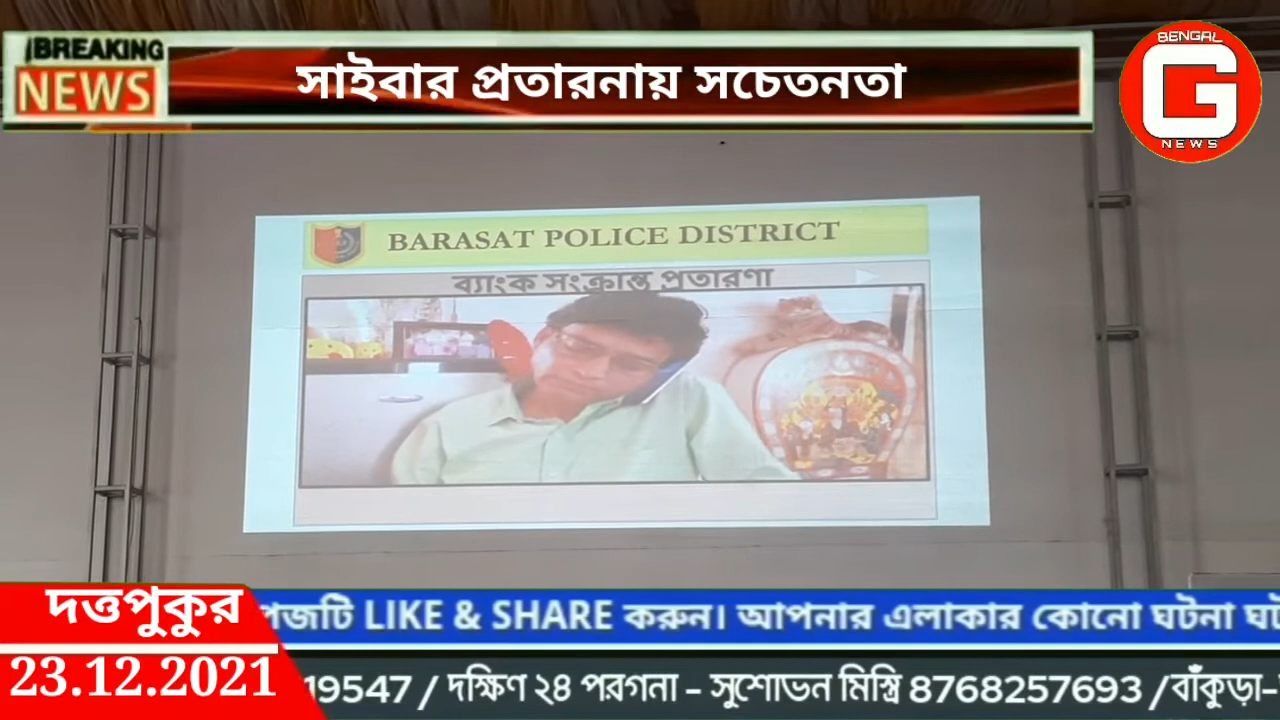 BREAKING
NEWS
সাইবার প্রতারনায় সচেতনতা
BENGAL
G
NEWS
BARASAT POLICE DISTRICT
ব্যাংক সংক্রান্ত প্রতারণা
দত্তপুকুর
পেজটি LIKE & SHARE করুন। আপনার এলাকার কোনো ঘটনা
23.12.2021
19547 / দক্ষিণ ২৪ পরগনা - সুশোভন মিস্ত্রি 8768257693 / বাঁকুড়া-